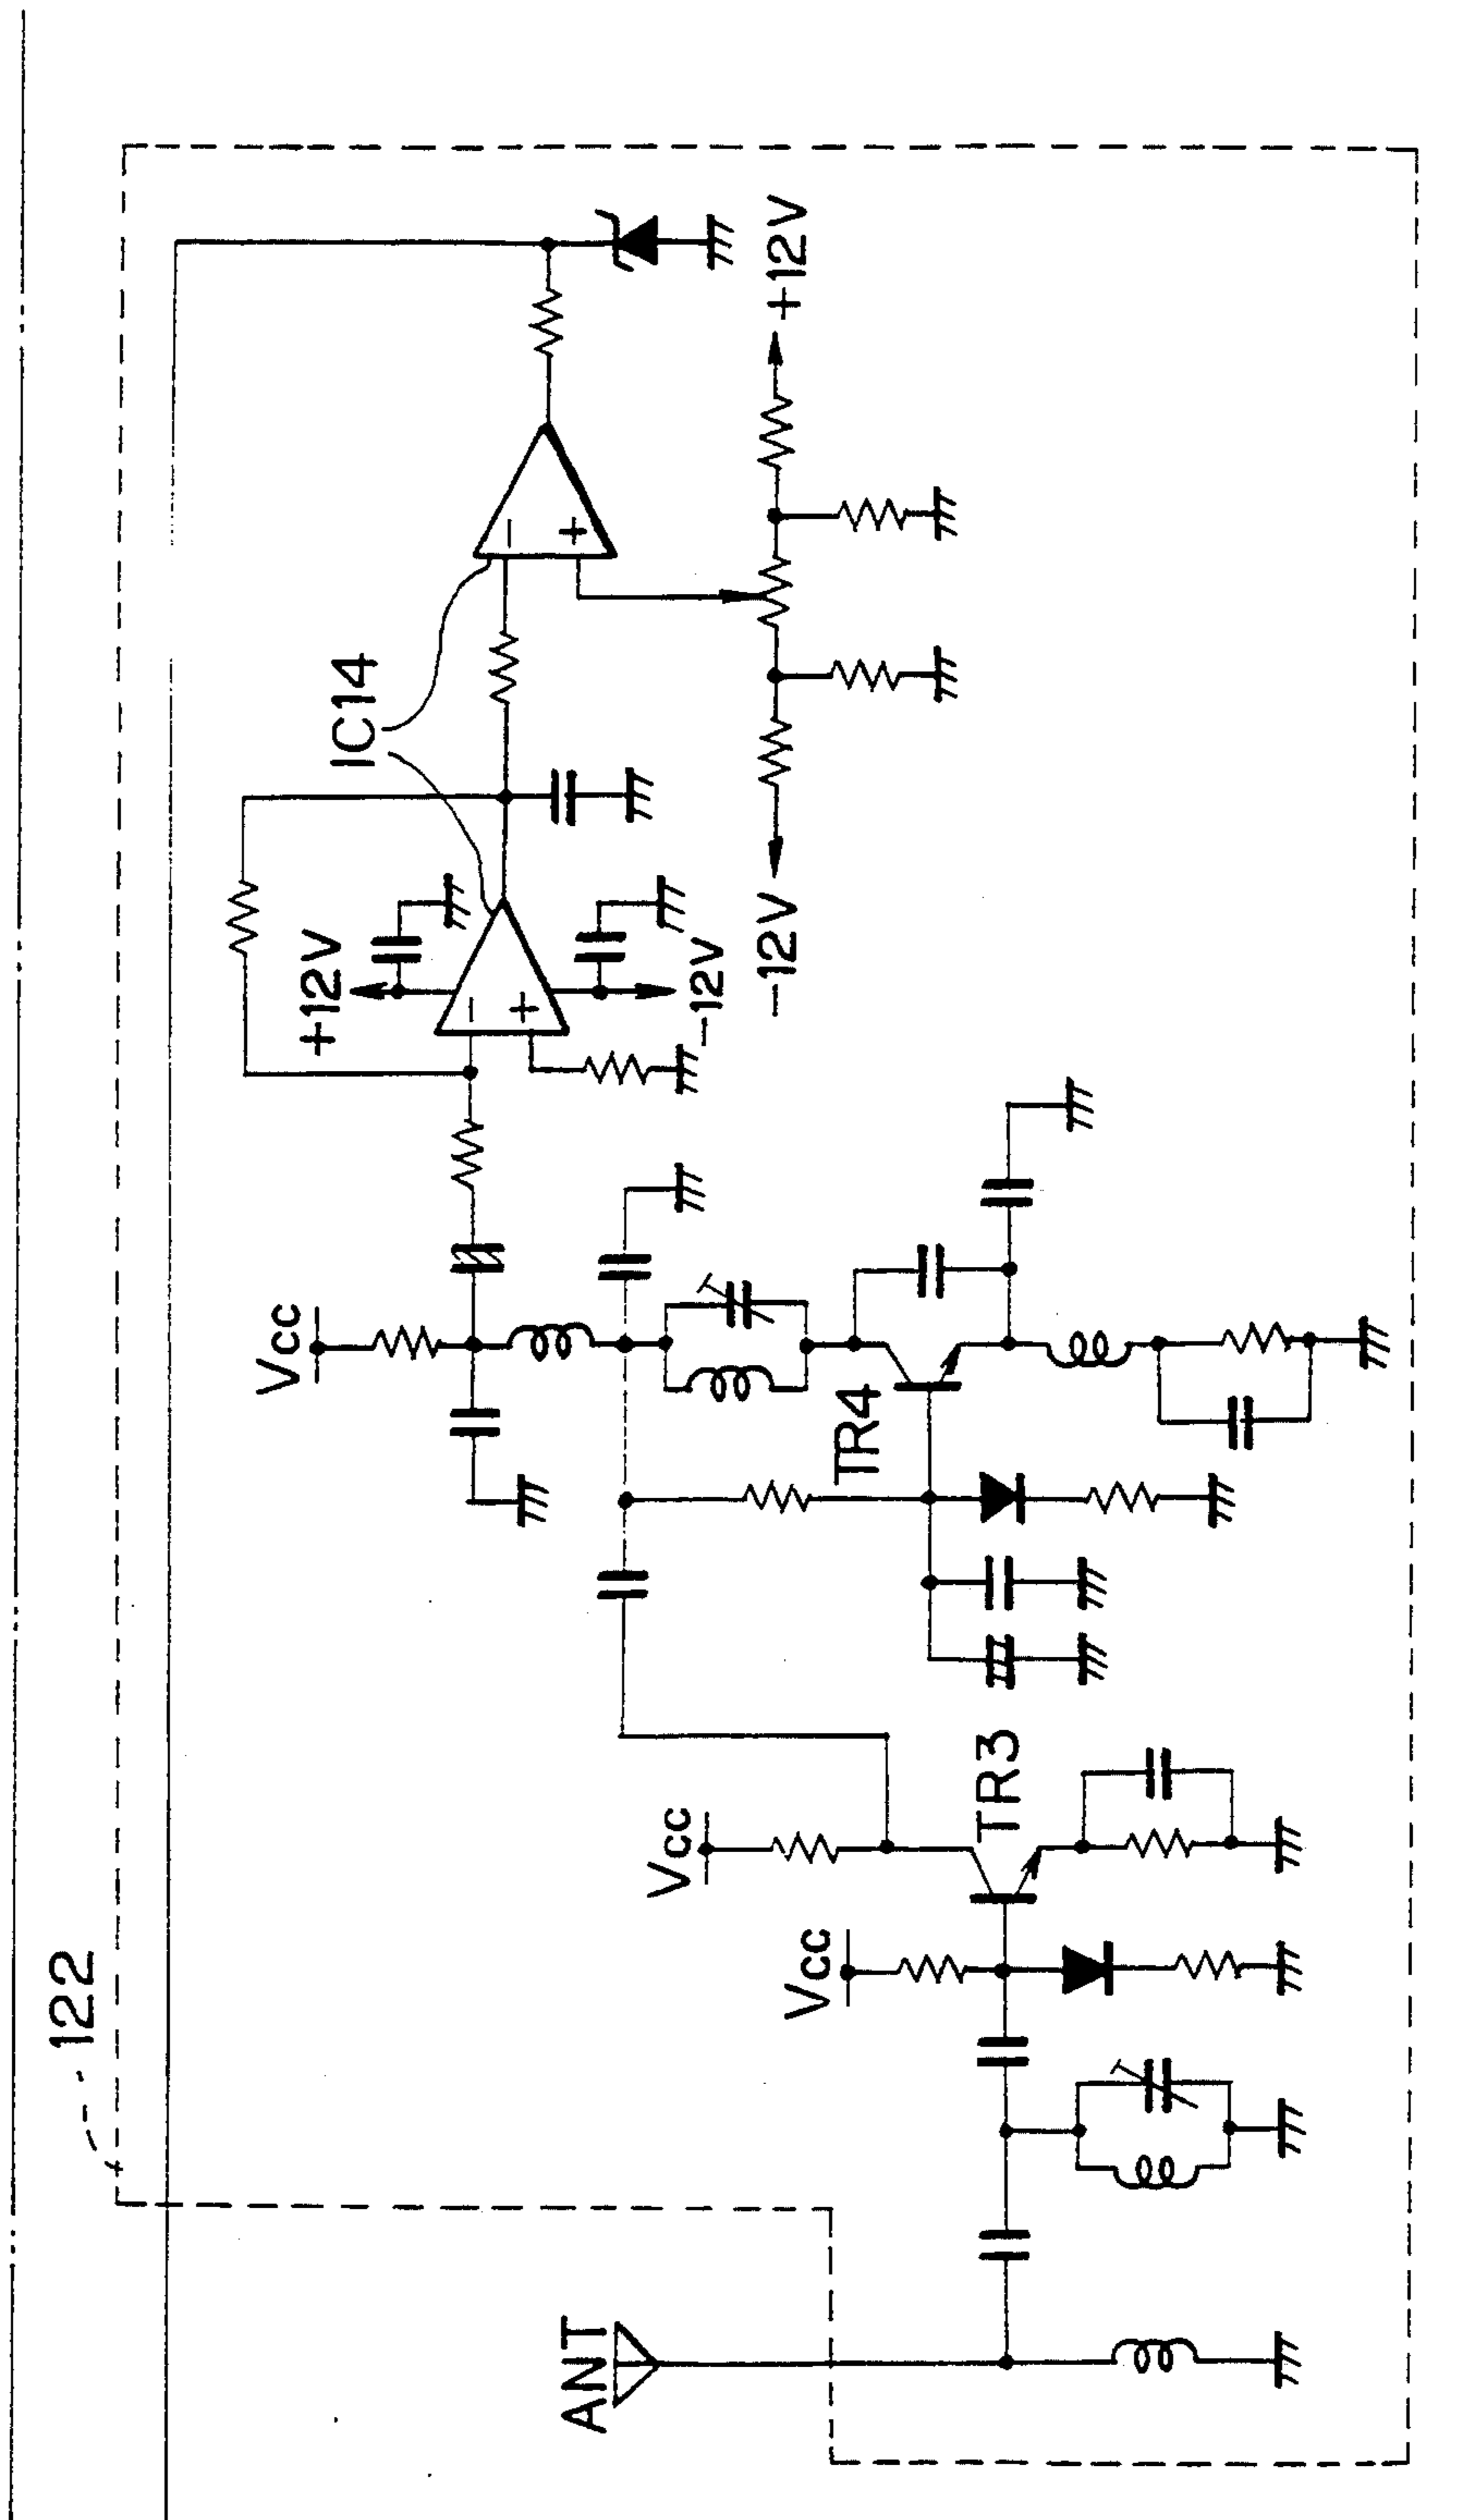 122
ANT
Vcc
Vcc
TR3
Vcc
TR4
IC14
+12V
-12V
-12V
+12V
-
+
-
+